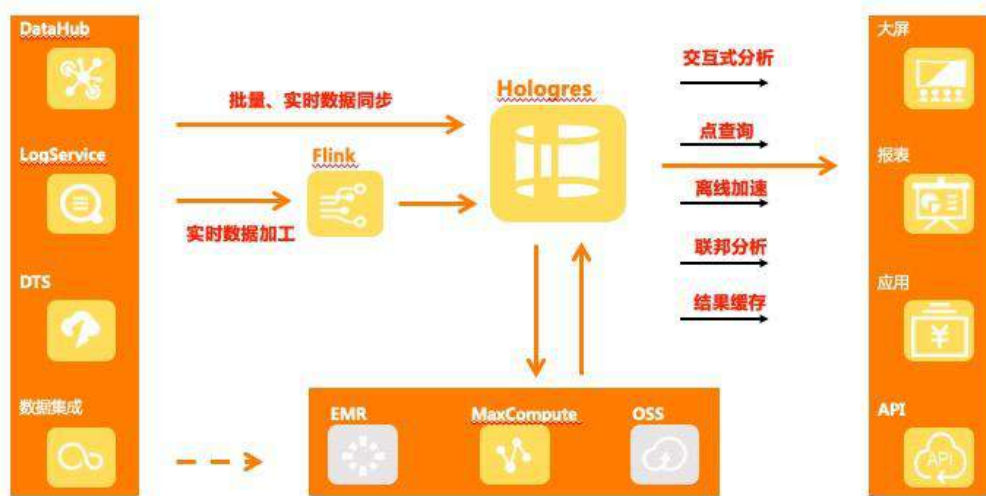 DataHub
LogService
DTS
数据集成
批量、实时数据同步
Flink
实时数据加工
Hologres
交互式分析
点查询
离线加速
联邦分析
结果缓存
EMR
MaxCompute
OSS
大屏
报表
应用
¥
API
API